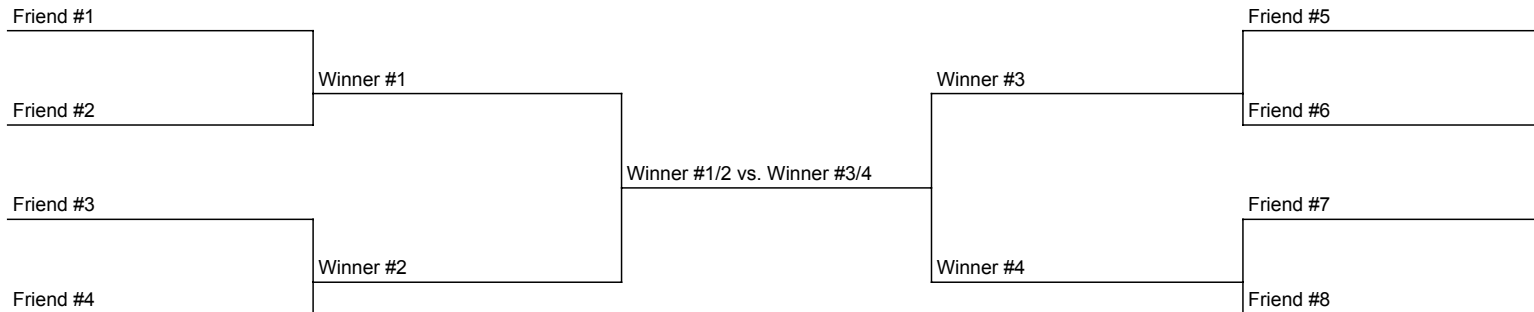 Friend #1
Friend #5
Winner #1
Winner #3
Friend #2
Friend #6
Winner #1/2 vs. Winner #3/4
Friend #3
Friend #7
Winner #2
Winner #4
Friend #4
Friend #8